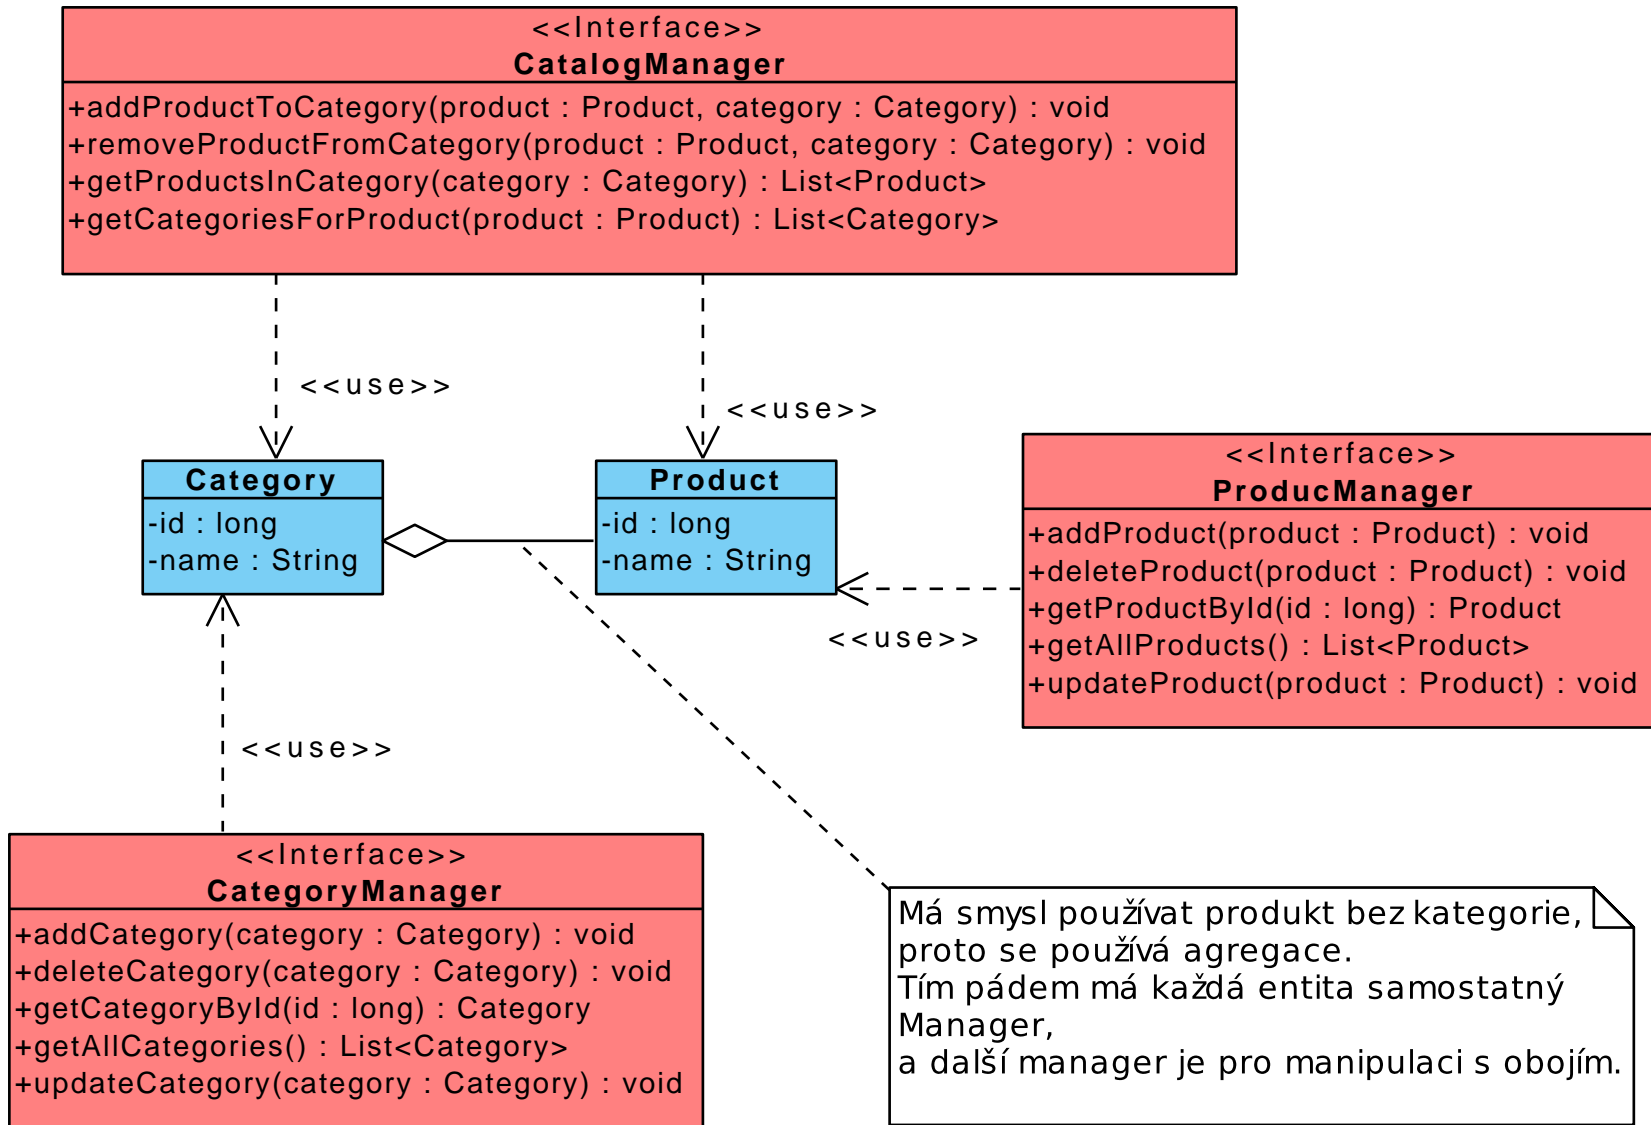 <<Interface>>
CatalogManager
+addProductToCategory(product : Product, category : Category) : void
+removeProductFromCategory(product : Product, category : Category) : void
+getProductsInCategory(category : Category) : List<Product>
+getCategoriesForProduct(product : Product) : List<Category>
<<use>>
<<use>>
Category
-id : long
-name : String
Product
-id : long
-name : String
<<Interface>>
ProducManager
+addProduct(product : Product) : void
+deleteProduct(product : Product) : void
+getProductById(id : long) : Product
+getAllProducts() : List<Product>
+updateProduct(product : Product) : void
<<use>>
<<use>>
<<Interface>>
CategoryManager
+addCategory(category : Category) : void
+deleteCategory(category : Category) : void
+getCategoryById(id : long) : Category
+getAllCategories() : List<Category>
+updateCategory(category : Category) : void
Má smysl používat produkt bez kategorie,
proto se používá agregace.
Tím pádem má každá entita samostatný
Manager,
a další manager je pro manipulaci s obojím.